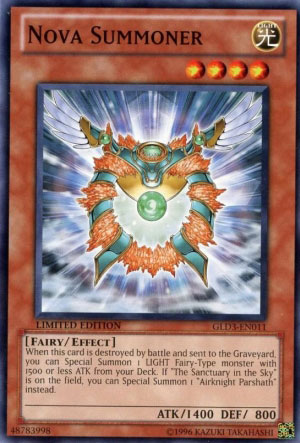 NOVA SUMMONER
LIGHT
光
LIMITED EDITION GLD3-EN011
[FAIRY/EFFECT]
When this card is destroyed by battle and sent to the Graveyard,
you can Special Summon 1 LIGHT Fairy-Type monster with
1500 or less ATK from your Deck. If "The Sanctuary in the Sky"
is on the field, you can Special Summon 1 "Airknight Parshath"
instead.
ATK/1400 DEF/ 800
48783998 ©1996 KAZUKI TAKAHASHI